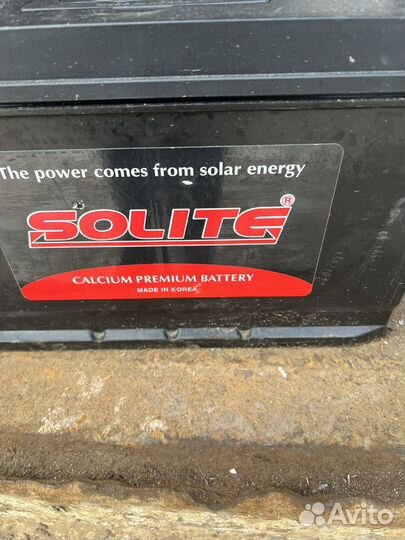 The power comes from solar energy
SOLITE®
CALCIUM PREMIUM BATTERY
MADE IN KOREA
Avito